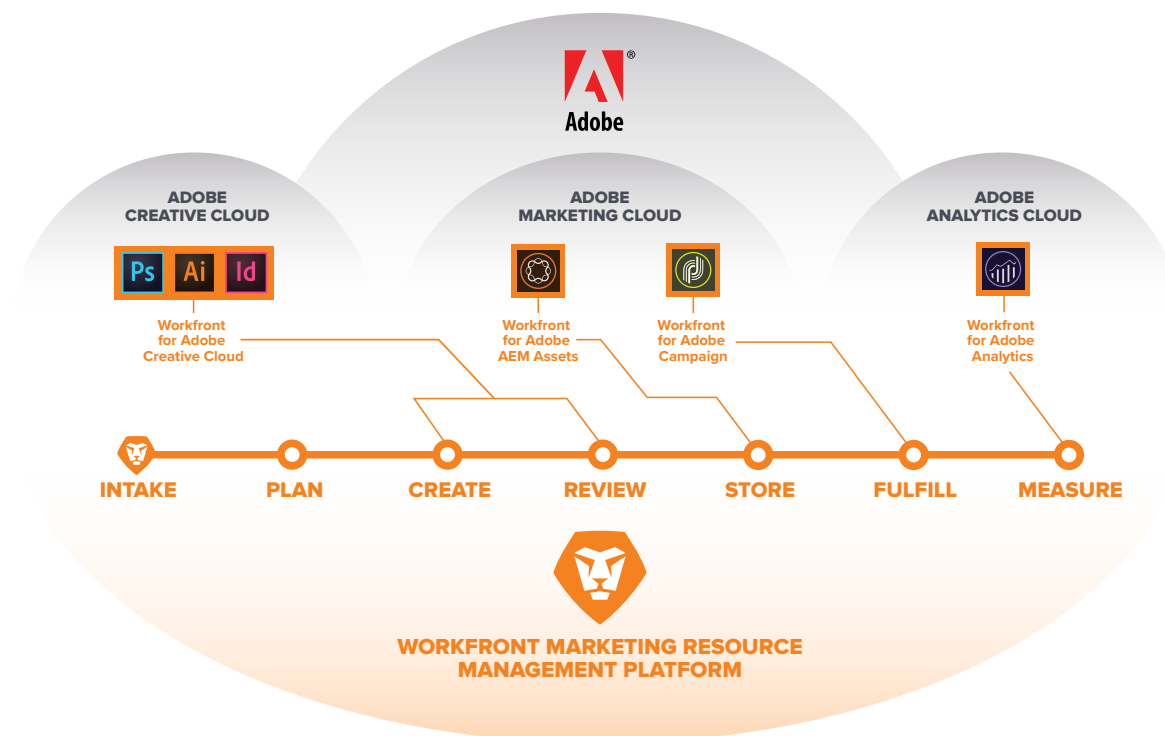 ®
Adobe
ADOBE
CREATIVE CLOUD
ADOBE
MARKETING CLOUD
ADOBE
ANALYTICS CLOUD
Ps Ai Id
Workfront
for Adobe
Creative Cloud
Workfront
for Adobe
AEM Assets
Workfront
for Adobe
Campaign
Workfront
for Adobe
Analytics
INTAKE
PLAN
CREATE
REVIEW
STORE
FULFILL
MEASURE
WORKFRONT MARKETING RESOURCE
MANAGEMENT PLATFORM